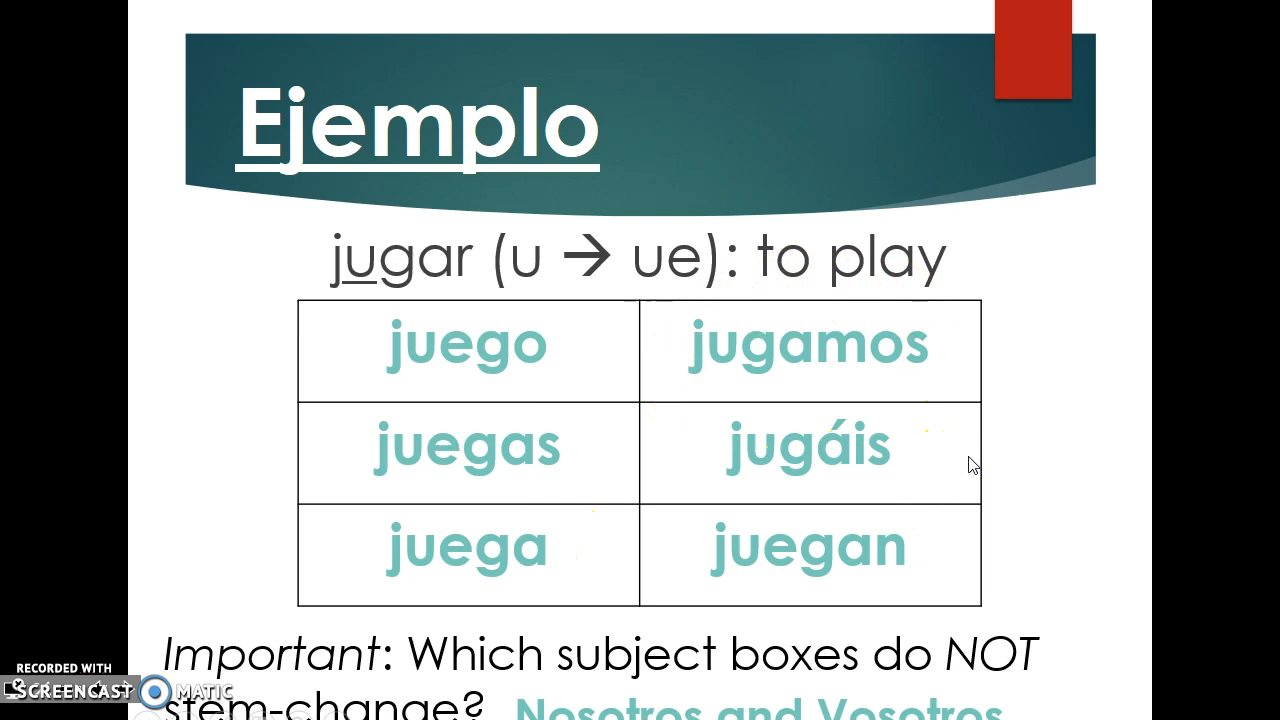 Ejemplo
jugar (u → ue): to play
juego jugamos
juegas jugáis
juega juegan
Important: Which subject boxes do NOT
stem-change? Nosotros and Vosotros
RECORDED WITH
SCREENCAST MATIC